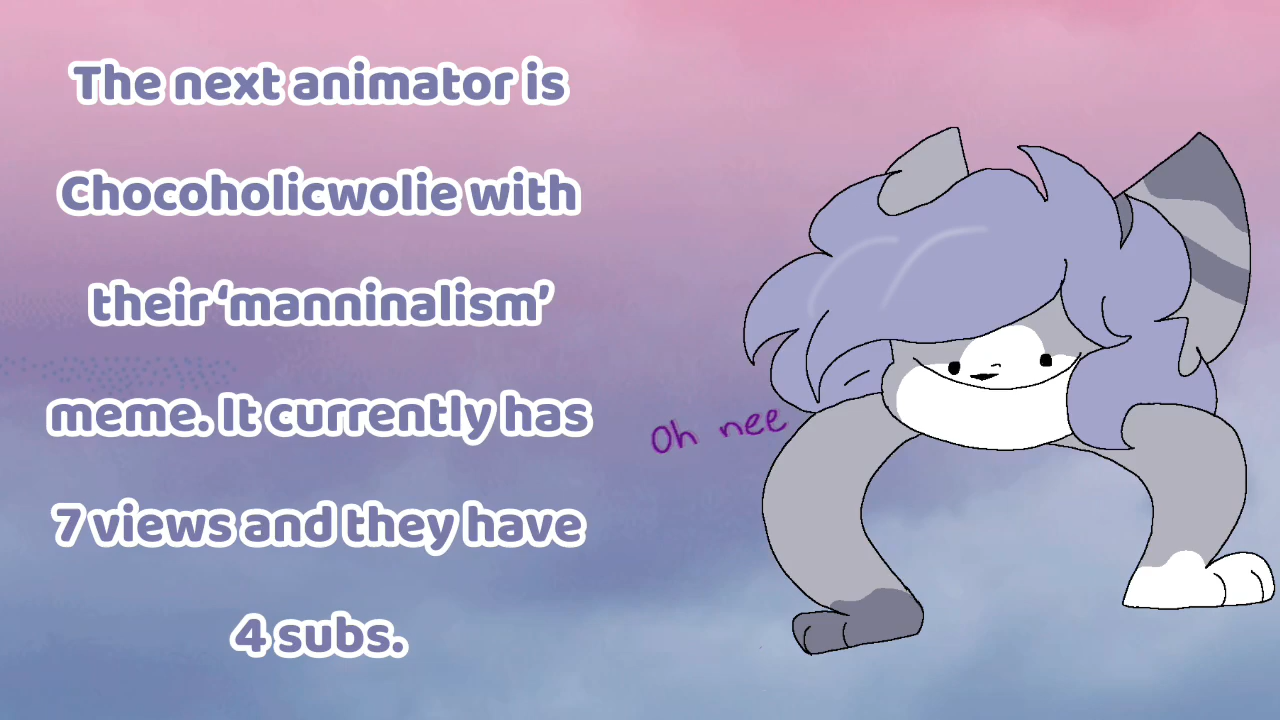 The next animator is
Chocoholicwolie with
their ‘manninalism’
meme. It currently has
7 views and they have
4 subs.
Oh nee